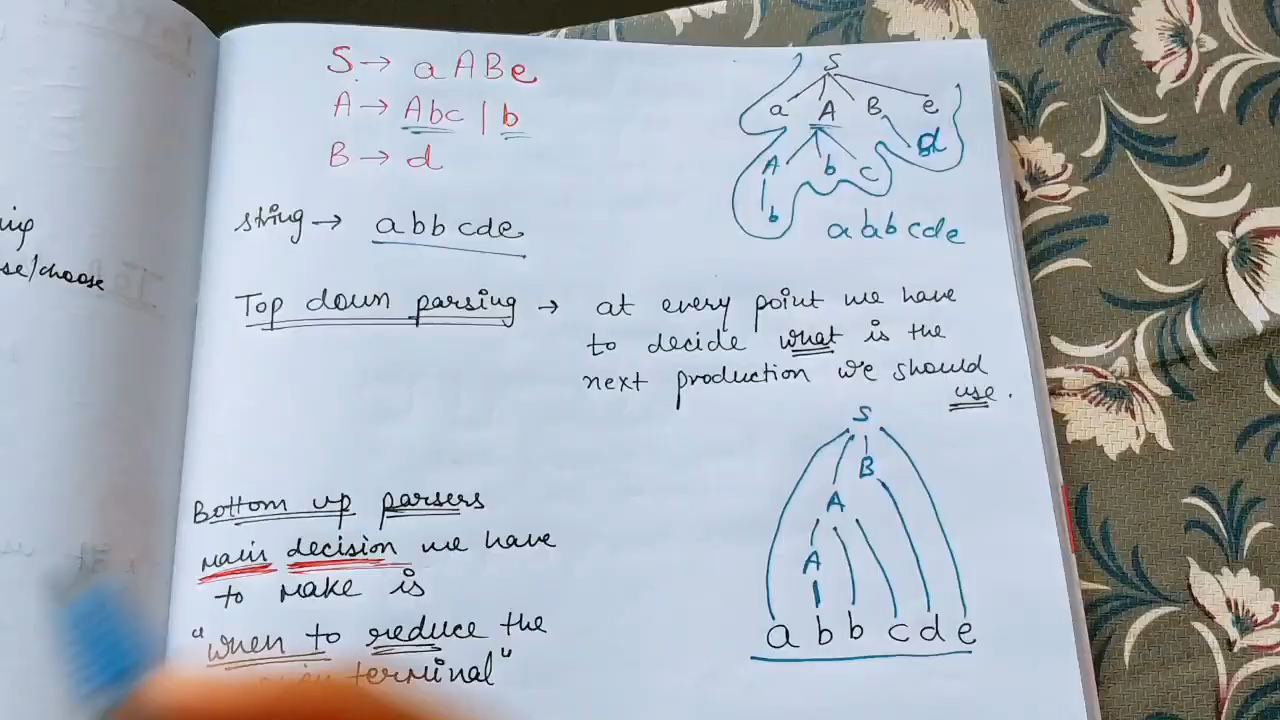 S → aABe
A → Abc | b
B → d
string → abbcde
S
a A B e
A b c d
b
abbcde
Top down parsing → at every point we have
to decide what is the
next production we should
use.
S
B
A
A
a b b c d e
Bottom up parsers
main decision we have
to make is
"when to reduce the
terminal"
se/choose